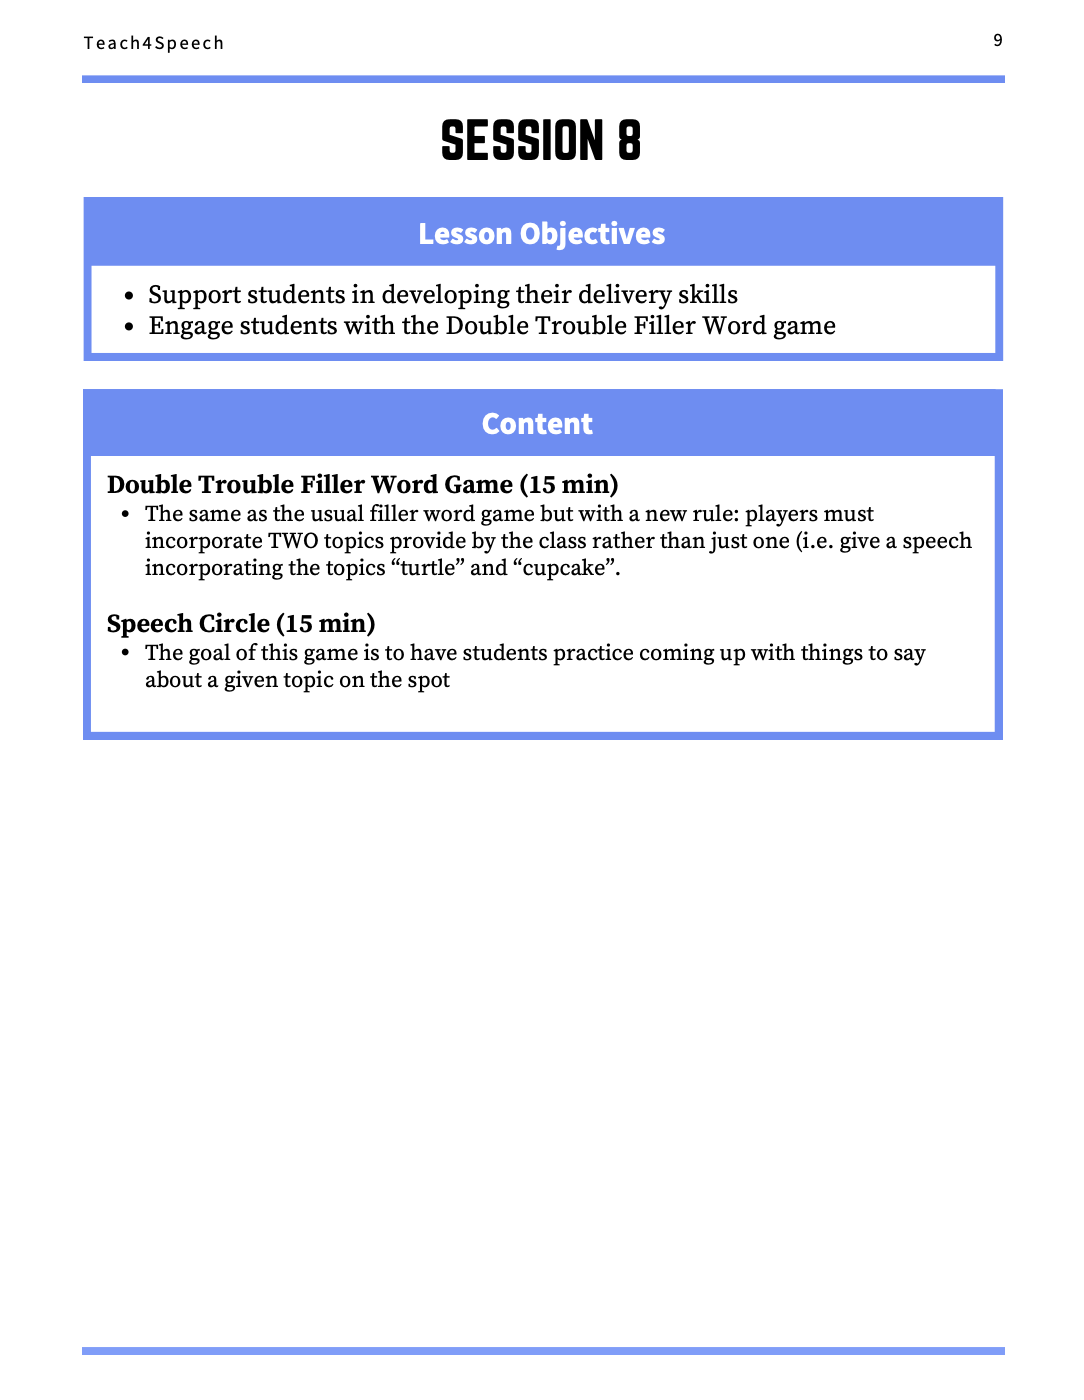 Teach4Speech
9
SESSION 8
Lesson Objectives
• Support students in developing their delivery skills
• Engage students with the Double Trouble Filler Word game
Content
Double Trouble Filler Word Game (15 min)
• The same as the usual filler word game but with a new rule: players must
incorporate TWO topics provide by the class rather than just one (i.e. give a speech
incorporating the topics “turtle” and “cupcake”.
Speech Circle (15 min)
• The goal of this game is to have students practice coming up with things to say
about a given topic on the spot